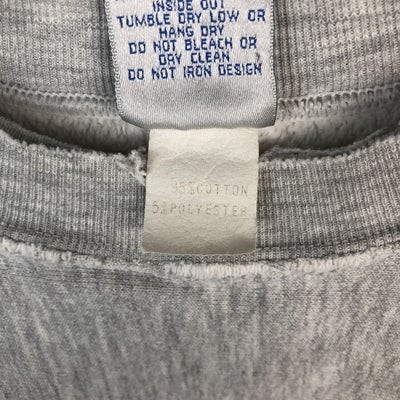 INSIDE OUT
TUMBLE DRY LOW OR
HANG DRY
DO NOT BLEACH OR
DRY CLEAN
DO NOT IRON DESIGN
95% COTTON
5% POLYESTER